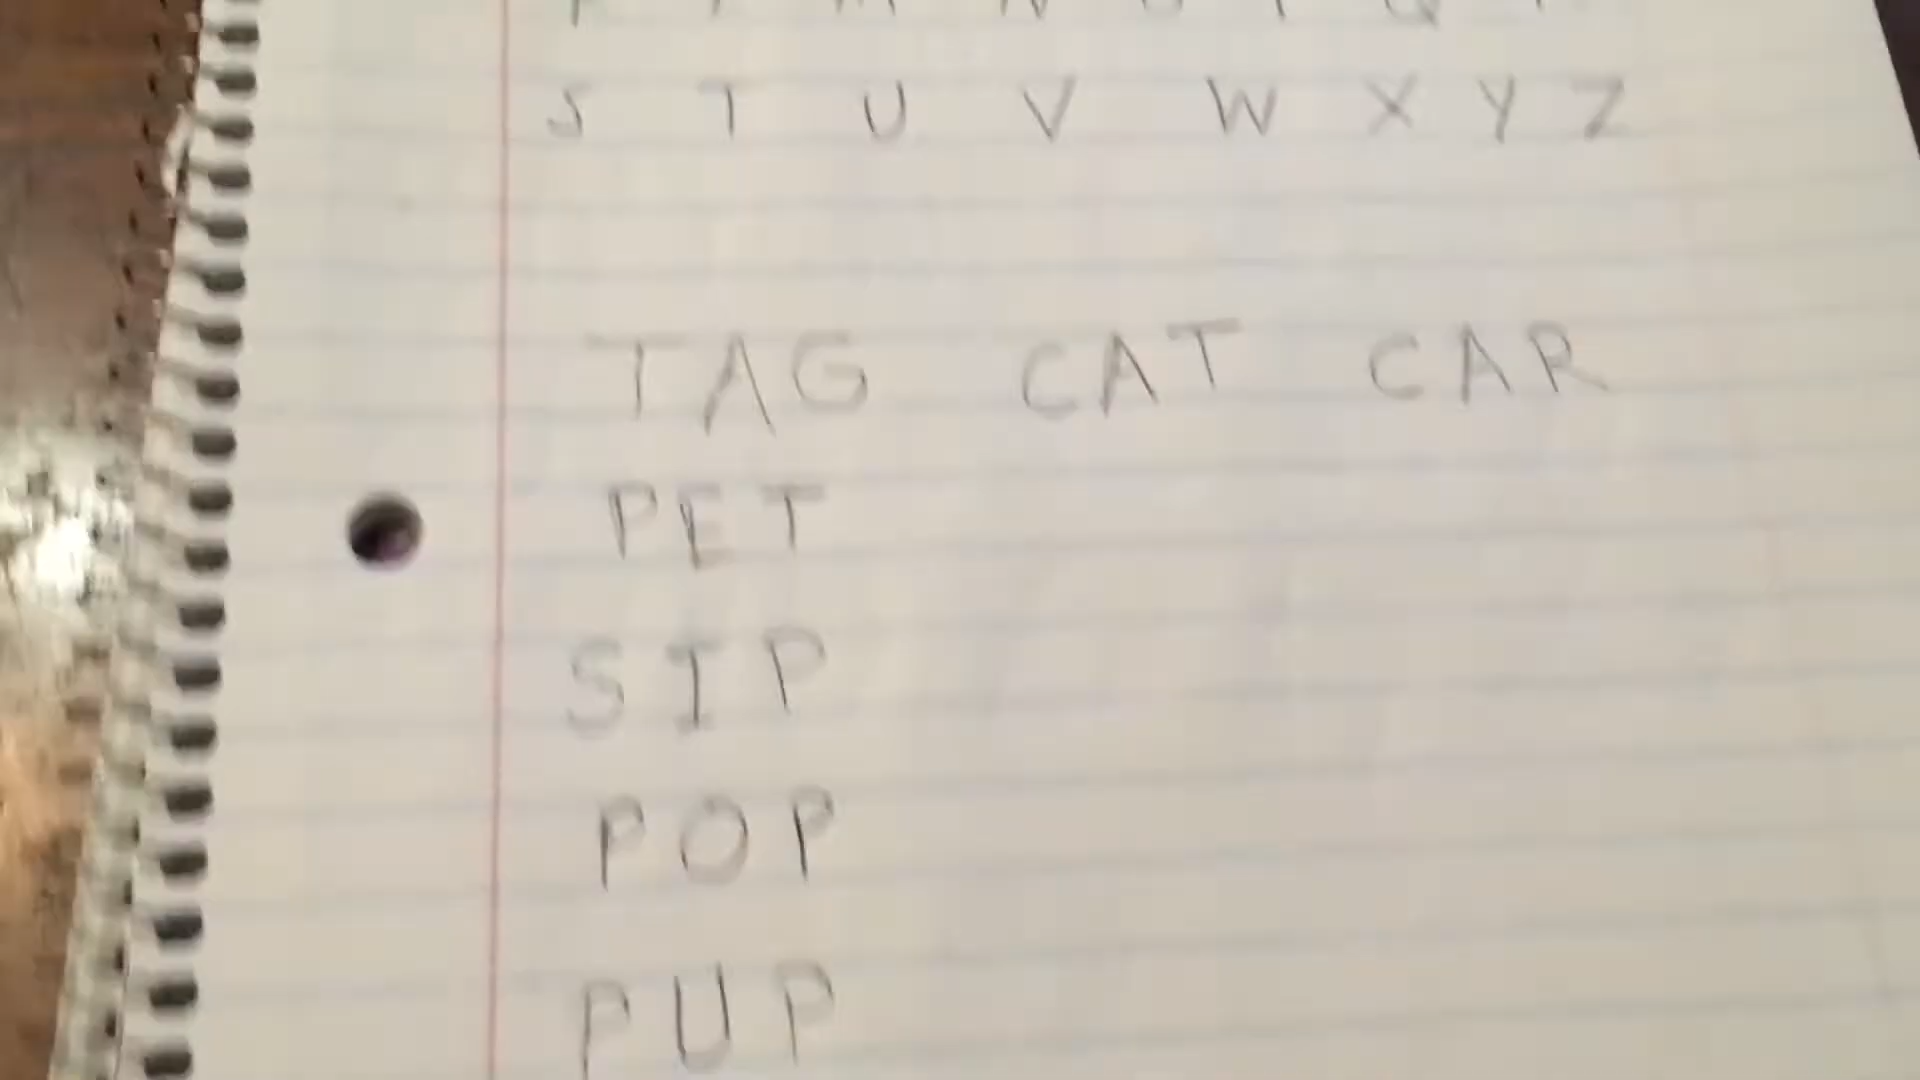 S T U V W X Y Z
TAG CAT CAR
PET
SIP
POP
PUP